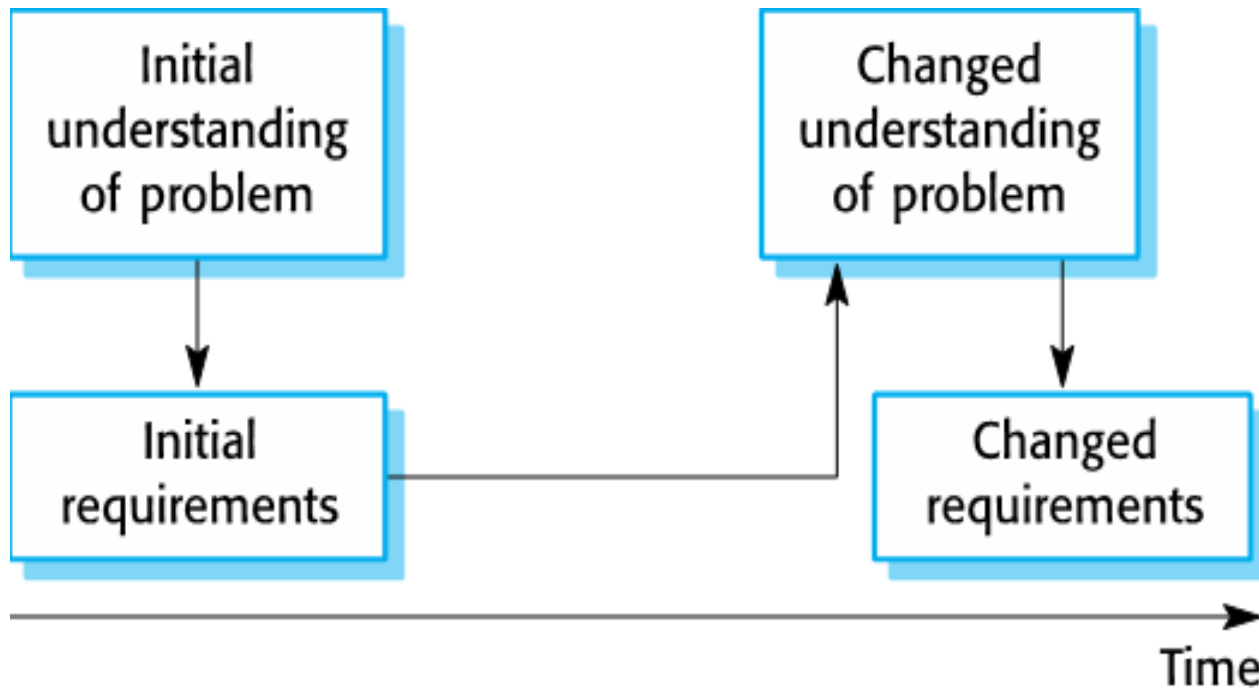 Initial
understanding
of problem
Changed
understanding
of problem
Initial
requirements
Changed
requirements
Time